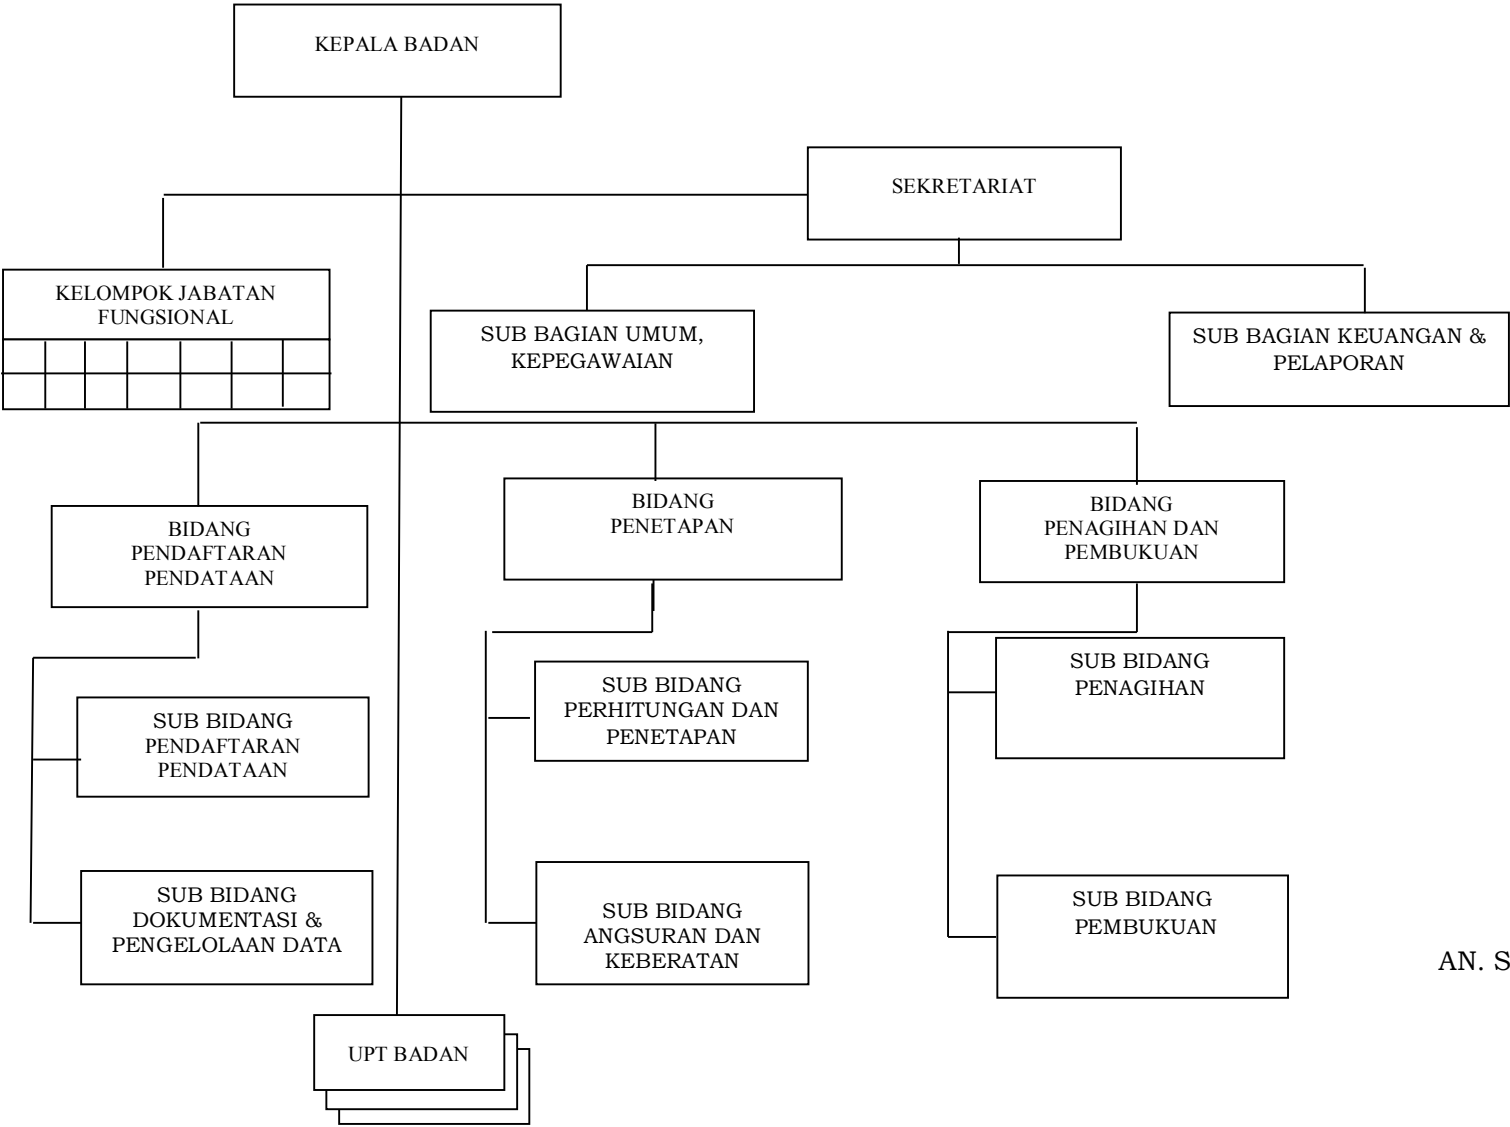 KEPALA BADAN
SEKRETARIAT
KELOMPOK JABATAN
FUNGSIONAL
SUB BAGIAN UMUM,
KEPEGAWAIAN
SUB BAGIAN KEUANGAN &
PELAPORAN
BIDANG
PENDAFTARAN
PENDATAAN
BIDANG
PENETAPAN
BIDANG
PENAGIHAN DAN
PEMBUKUAN
SUB BIDANG
PENDAFTARAN
PENDATAAN
SUB BIDANG
PERHITUNGAN DAN
PENETAPAN
SUB BIDANG
PENAGIHAN
SUB BIDANG
DOKUMENTASI &
PENGELOLAAN DATA
SUB BIDANG
ANGSURAN DAN
KEBERATAN
SUB BIDANG
PEMBUKUAN
AN. S
UPT BADAN